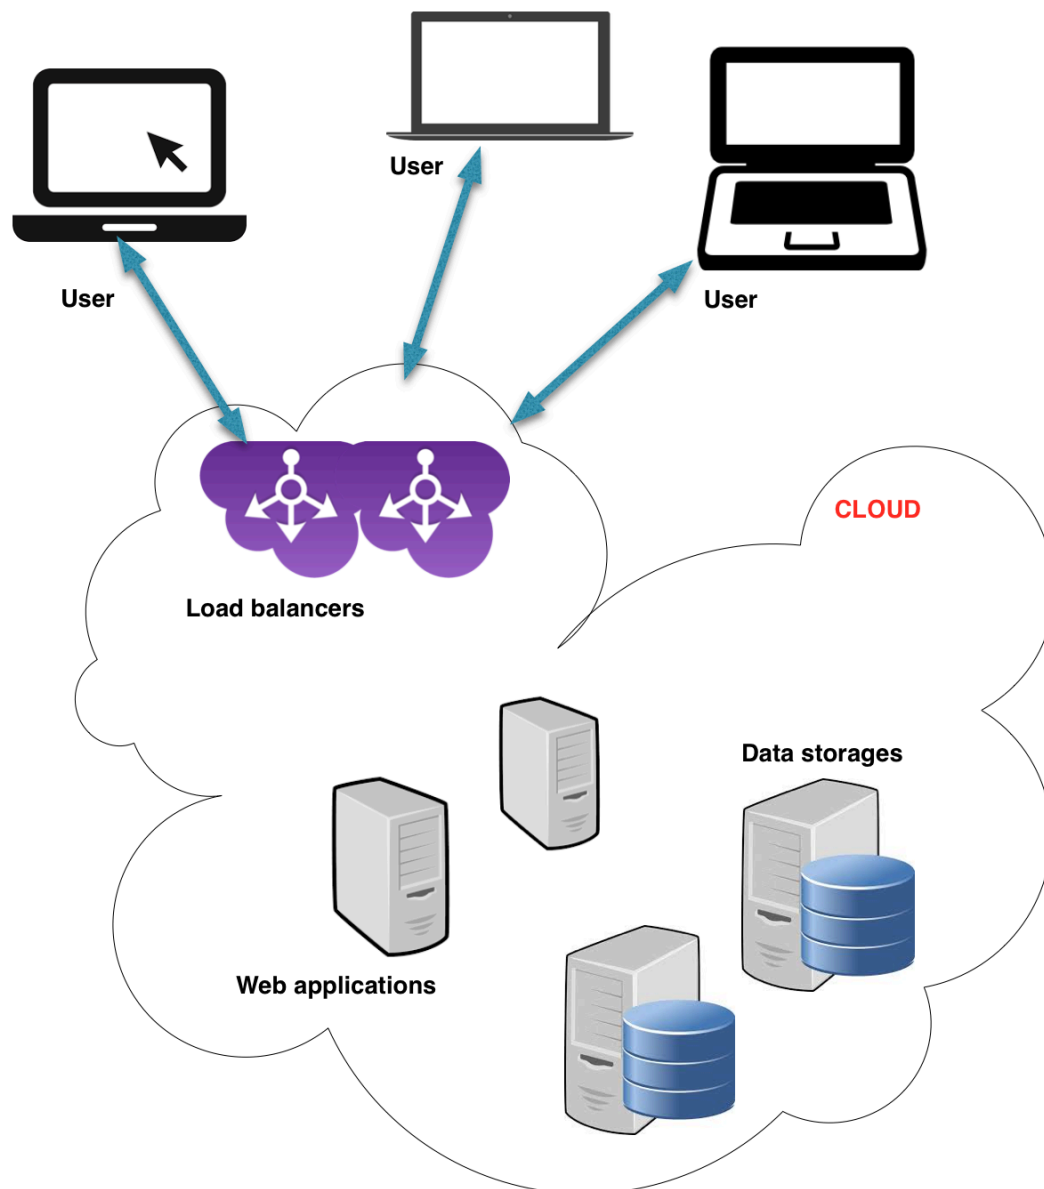 User
User
User
CLOUD
Load balancers
Data storages
Web applications